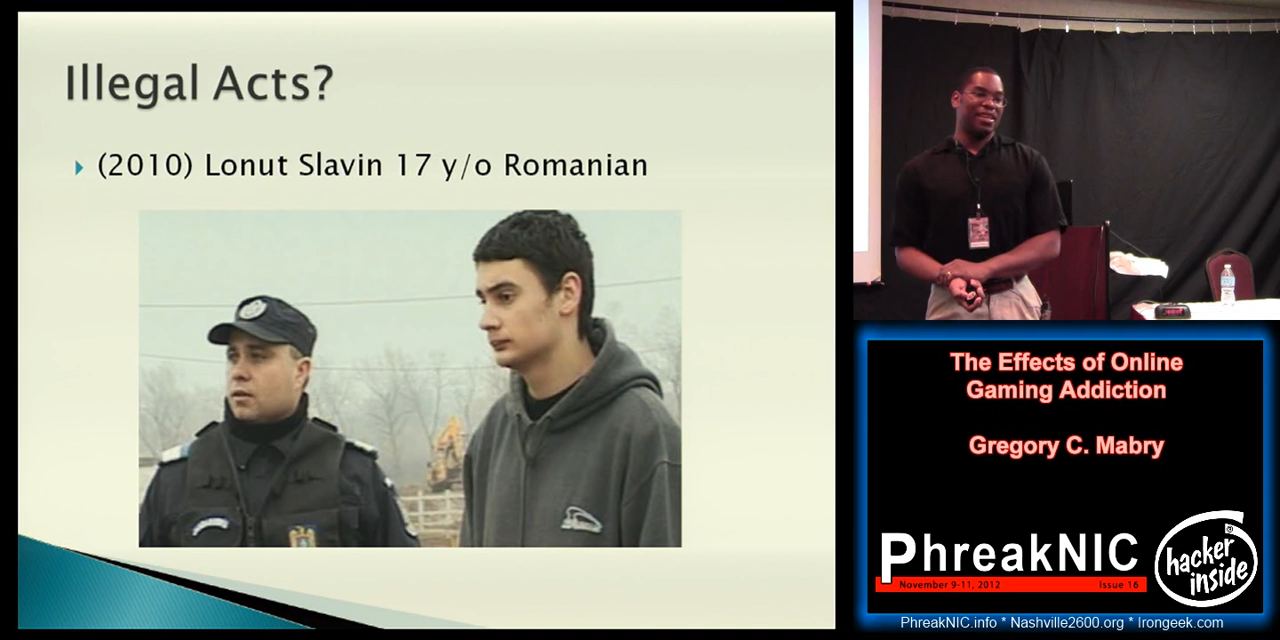 Illegal Acts?
(2010) Lonut Slavin 17 y/o Romanian
The Effects of Online
Gaming Addiction
Gregory C. Mabry
PhreakNIC
November 9-11, 2012 Issue 16
hacker
inside
PhreakNIC.info * Nashville2600.org * Irongeek.com